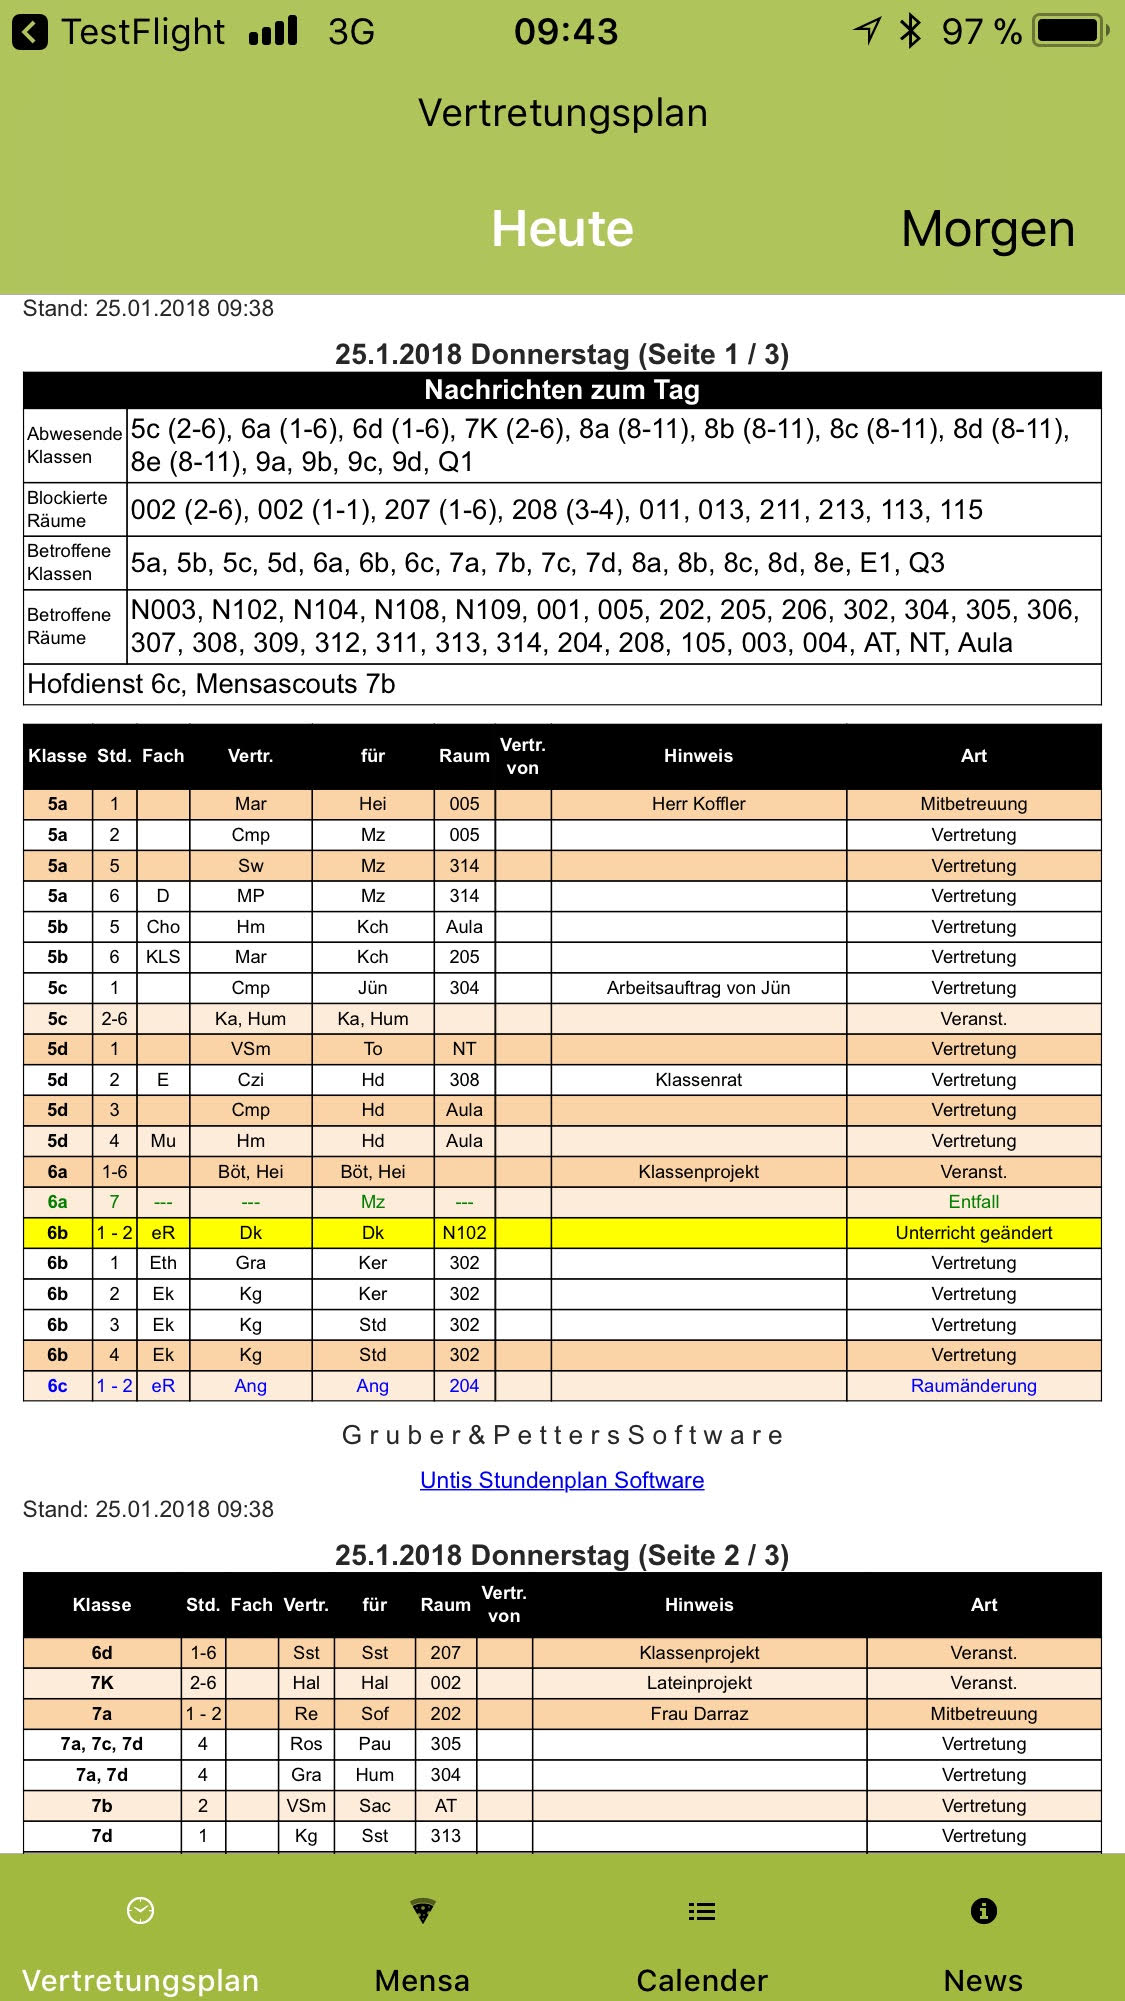 TestFlight 3G 09:43 97 %
Vertretungsplan
Heute Morgen
Stand: 25.01.2018 09:38
25.1.2018 Donnerstag (Seite 1 / 3)
Nachrichten zum Tag
Abwesende Klassen 5c (2-6), 6a (1-6), 6d (1-6), 7K (2-6), 8a (8-11), 8b (8-11), 8c (8-11), 8d (8-11),
8e (8-11), 9a, 9b, 9c, 9d, Q1
Blockierte Räume 002 (2-6), 002 (1-1), 207 (1-6), 208 (3-4), 011, 013, 211, 213, 113, 115
Betroffene Klassen 5a, 5b, 5c, 5d, 6a, 6b, 6c, 7a, 7b, 7c, 7d, 8a, 8b, 8c, 8d, 8e, E1, Q3
Betroffene Räume N003, N102, N104, N108, N109, 001, 005, 202, 205, 206, 302, 304, 305, 306,
307, 308, 309, 312, 311, 313, 314, 204, 208, 105, 003, 004, AT, NT, Aula
Hofdienst 6c, Mensascouts 7b
Klasse Std. Fach Vertr. für Raum Vertr. von Hinweis Art
5a 1 Mar Hei 005 Herr Koffler Mitbetreuung
5a 2 Cmp Mz 005 Vertretung
5a 5 Sw Mz 314 Vertretung
5a 6 D MP Mz 314 Vertretung
5b 5 Cho Hm Kch Aula Vertretung
5b 6 KLS Mar Kch 205 Vertretung
5c 1 Cmp Jün 304 Arbeitsauftrag von Jün Vertretung
5c 2-6 Ka, Hum Ka, Hum Veranst.
5d 1 VSm To NT Vertretung
5d 2 E Czi Hd 308 Klassenrat Vertretung
5d 3 Cmp Hd Aula Vertretung
5d 4 Mu Hm Hd Aula Vertretung
6a 1-6 Böt, Hei Böt, Hei Klassenprojekt Veranst.
6a 7 --- --- Mz --- Entfall
6b 1 - 2 eR Dk Dk N102 Unterricht geändert
6b 1 Eth Gra Ker 302 Vertretung
6b 2 Ek Kg Ker 302 Vertretung
6b 3 Ek Kg Std 302 Vertretung
6b 4 Ek Kg Std 302 Vertretung
6c 1 - 2 eR Ang Ang 204 Raumänderung
Gruber&PettersSoftware
Untis Stundenplan Software
Stand: 25.01.2018 09:38
25.1.2018 Donnerstag (Seite 2 / 3)
Klasse Std. Fach Vertr. für Raum Vertr. von Hinweis Art
6d 1-6 Sst Sst 207 Klassenprojekt Veranst.
7K 2-6 Hal Hal 002 Lateinprojekt Veranst.
7a 1 - 2 Re Sof 202 Frau Darraz Mitbetreuung
7a, 7c, 7d 4 Ros Pau 305 Vertretung
7a, 7d 4 Gra Hum 304 Vertretung
7b 2 VSm Sac AT Vertretung
7d 1 Kg Sst 313 Vertretung
Vertretungsplan Mensa Calender News